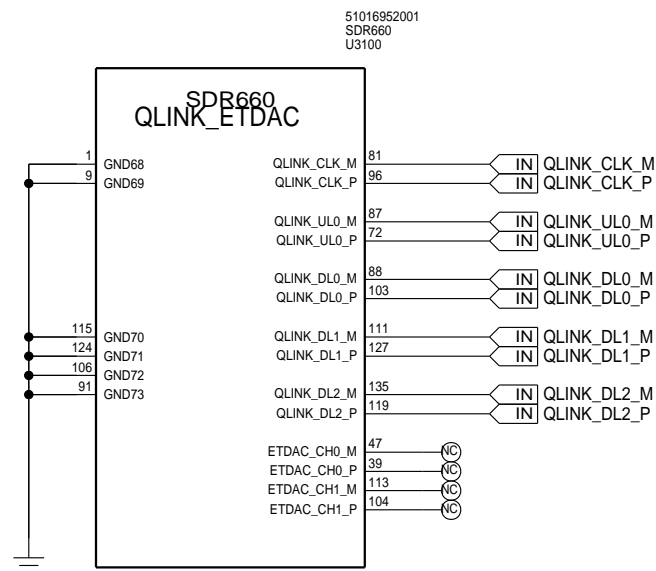 51016952001
SDR660
U3100
SDR660
QLINK_ETDAC
1 GND68 QLINK_CLK_M 81 IN QLINK_CLK_M
9 GND69 QLINK_CLK_P 96 IN QLINK_CLK_P
QLINK_UL0_M 87 IN QLINK_UL0_M
QLINK_UL0_P 72 IN QLINK_UL0_P
QLINK_DL0_M 88 IN QLINK_DL0_M
QLINK_DL0_P 103 IN QLINK_DL0_P
115 GND70 QLINK_DL1_M 111 IN QLINK_DL1_M
124 GND71 QLINK_DL1_P 127 IN QLINK_DL1_P
106 GND72
91 GND73 QLINK_DL2_M 135 IN QLINK_DL2_M
QLINK_DL2_P 119 IN QLINK_DL2_P
ETDAC_CH0_M 47 NC
ETDAC_CH0_P 39 NC
ETDAC_CH1_M 113 NC
ETDAC_CH1_P 104 NC